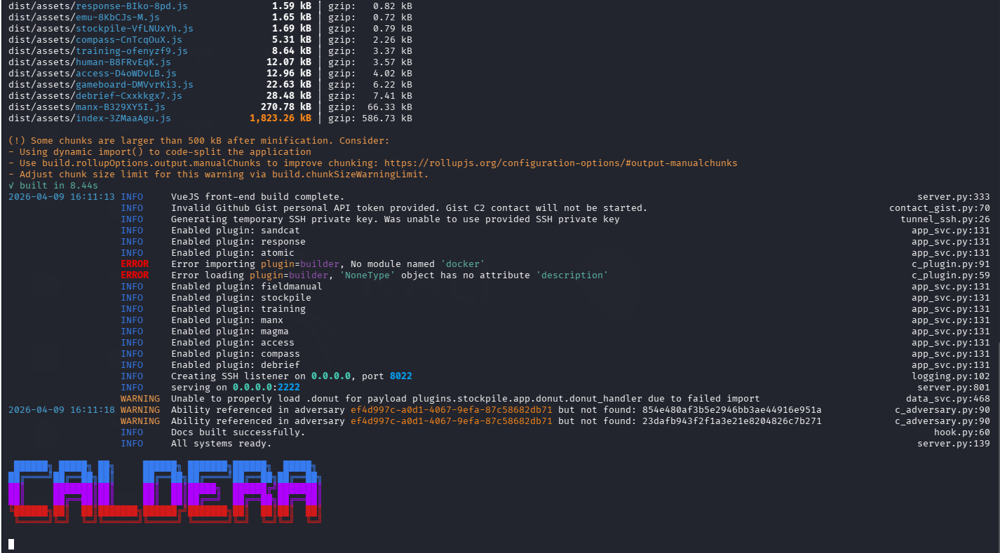 dist/assets/response-BIko-8pd.js 1.59 kB │ gzip: 0.82 kB
dist/assets/emu-8KbCJs-M.js 1.65 kB │ gzip: 0.72 kB
dist/assets/stockpile-VfLNUxYh.js 1.69 kB │ gzip: 0.79 kB
dist/assets/compass-CnTcqOuX.js 5.31 kB │ gzip: 2.26 kB
dist/assets/training-ofenyzf9.js 8.64 kB │ gzip: 3.37 kB
dist/assets/human-B8FRvEqK.js 12.07 kB │ gzip: 3.57 kB
dist/assets/access-D4oWDvLB.js 12.96 kB │ gzip: 4.02 kB
dist/assets/gameboard-DMVvrKi3.js 22.63 kB │ gzip: 6.22 kB
dist/assets/debrief-Cxxkkgx7.js 28.48 kB │ gzip: 7.41 kB
dist/assets/manx-B329XY5I.js 270.78 kB │ gzip: 66.33 kB
dist/assets/index-3ZMaaAgu.js 1,823.26 kB │ gzip: 586.73 kB
(!) Some chunks are larger than 500 kB after minification. Consider:
- Using dynamic import() to code-split the application
- Use build.rollupOptions.output.manualChunks to improve chunking: https://rollupjs.org/configuration-options/#output-manualchunks
- Adjust chunk size limit for this warning via build.chunkSizeWarningLimit.
√ built in 8.44s
2026-04-09 16:11:13 INFO VueJS front-end build complete. server.py:333
INFO Invalid Github Gist personal API token provided. Gist C2 contact will not be started. contact_gist.py:70
INFO Generating temporary SSH private key. Was unable to use provided SSH private key tunnel_ssh.py:26
INFO Enabled plugin: sandcat app_svc.py:131
INFO Enabled plugin: response app_svc.py:131
INFO Enabled plugin: atomic app_svc.py:131
ERROR Error importing plugin=builder, No module named 'docker' c_plugin.py:91
ERROR Error loading plugin=builder, 'NoneType' object has no attribute 'description' c_plugin.py:59
INFO Enabled plugin: fieldmanual app_svc.py:131
INFO Enabled plugin: stockpile app_svc.py:131
INFO Enabled plugin: training app_svc.py:131
INFO Enabled plugin: manx app_svc.py:131
INFO Enabled plugin: magma app_svc.py:131
INFO Enabled plugin: access app_svc.py:131
INFO Enabled plugin: compass app_svc.py:131
INFO Enabled plugin: debrief app_svc.py:131
INFO Creating SSH listener on 0.0.0.0, port 8022 logging.py:102
INFO serving on 0.0.0.0:2222 server.py:801
WARNING Unable to properly load .donut for payload plugins.stockpile.app.donut.donut_handler due to failed import data_svc.py:468
2026-04-09 16:11:18 WARNING Ability referenced in adversary ef4d997c-a0d1-4067-9efa-87c58682db71 but not found: 854e480af3b5e2946bb3ae44916e951a c_adversary.py:90
WARNING Ability referenced in adversary ef4d997c-a0d1-4067-9efa-87c58682db71 but not found: 23dafb943f2f1a3e21e8204826c7b271 c_adversary.py:90
INFO Docs built successfully. hook.py:60
INFO All systems ready. server.py:139
CALDERA